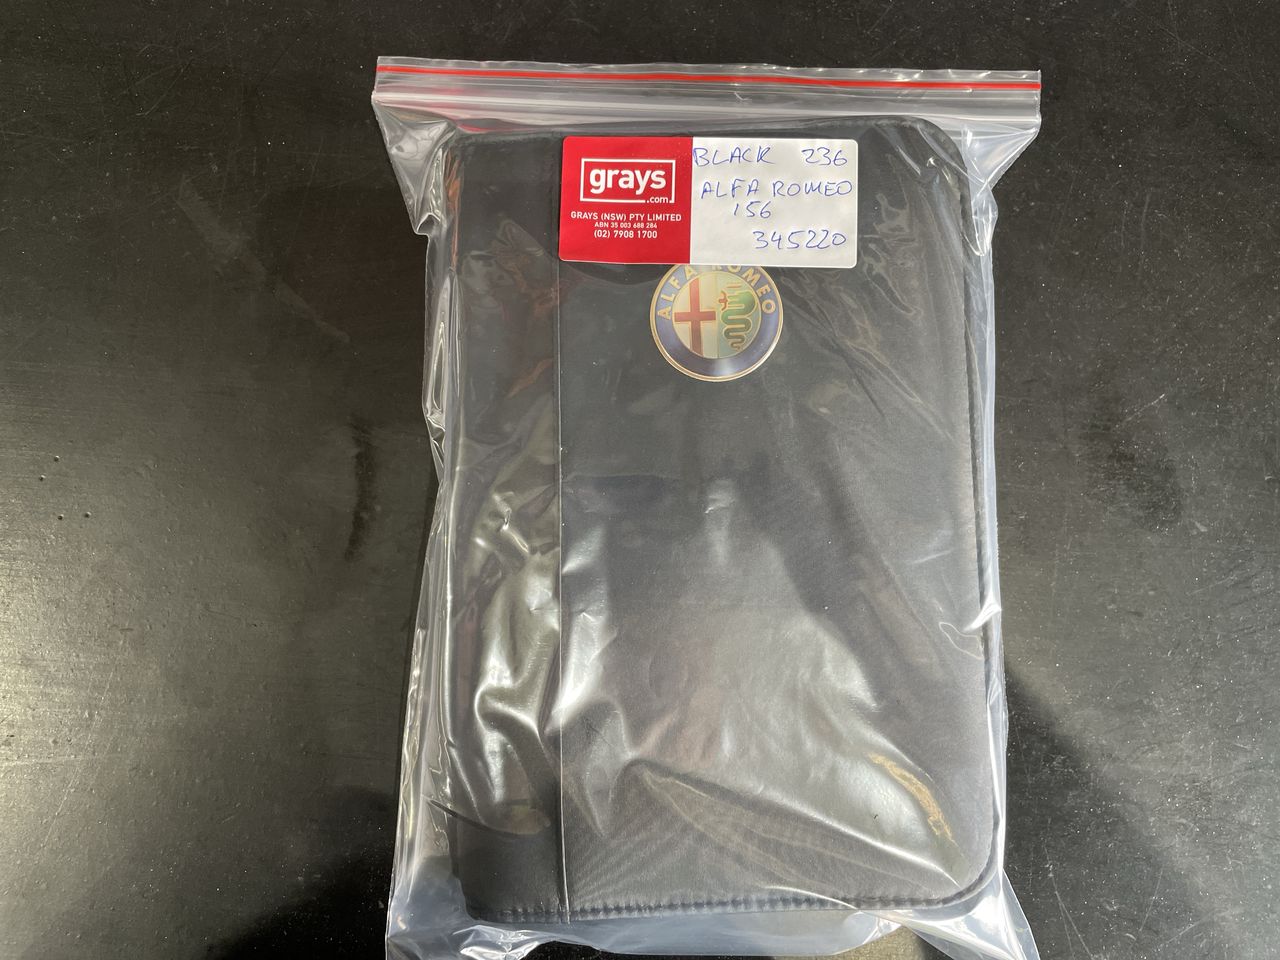 grays
.com
GRAYS (NSW) PTY LIMITED
ABN 35 003 688 284
(02) 7908 1700
BLACK 236
ALFA ROMEO
156
345220
ALFA ROMEO